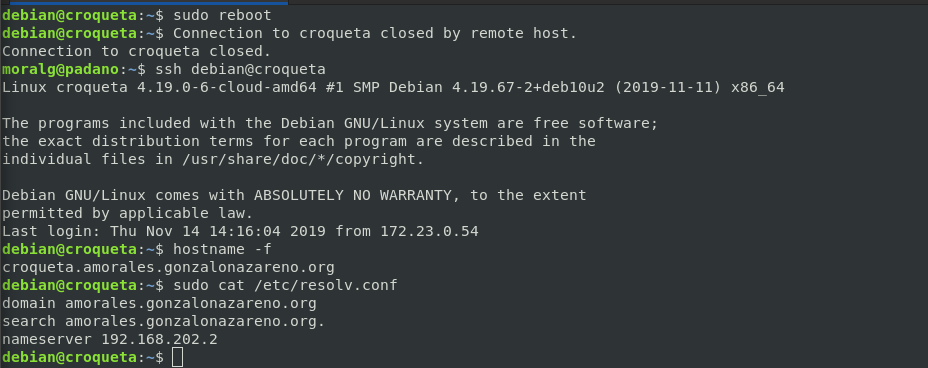 debian@croqueta:~$ sudo reboot
debian@croqueta:~$ Connection to croqueta closed by remote host.
Connection to croqueta closed.
moralg@padano:~$ ssh debian@croqueta
Linux croqueta 4.19.0-6-cloud-amd64 #1 SMP Debian 4.19.67-2+deb10u2 (2019-11-11) x86_64
The programs included with the Debian GNU/Linux system are free software;
the exact distribution terms for each program are described in the
individual files in /usr/share/doc/*/copyright.
Debian GNU/Linux comes with ABSOLUTELY NO WARRANTY, to the extent
permitted by applicable law.
Last login: Thu Nov 14 14:16:04 2019 from 172.23.0.54
debian@croqueta:~$ hostname -f
croqueta.amorales.gonzalonazareno.org
debian@croqueta:~$ sudo cat /etc/resolv.conf
domain amorales.gonzalonazareno.org
search amorales.gonzalonazareno.org.
nameserver 192.168.202.2
debian@croqueta:~$